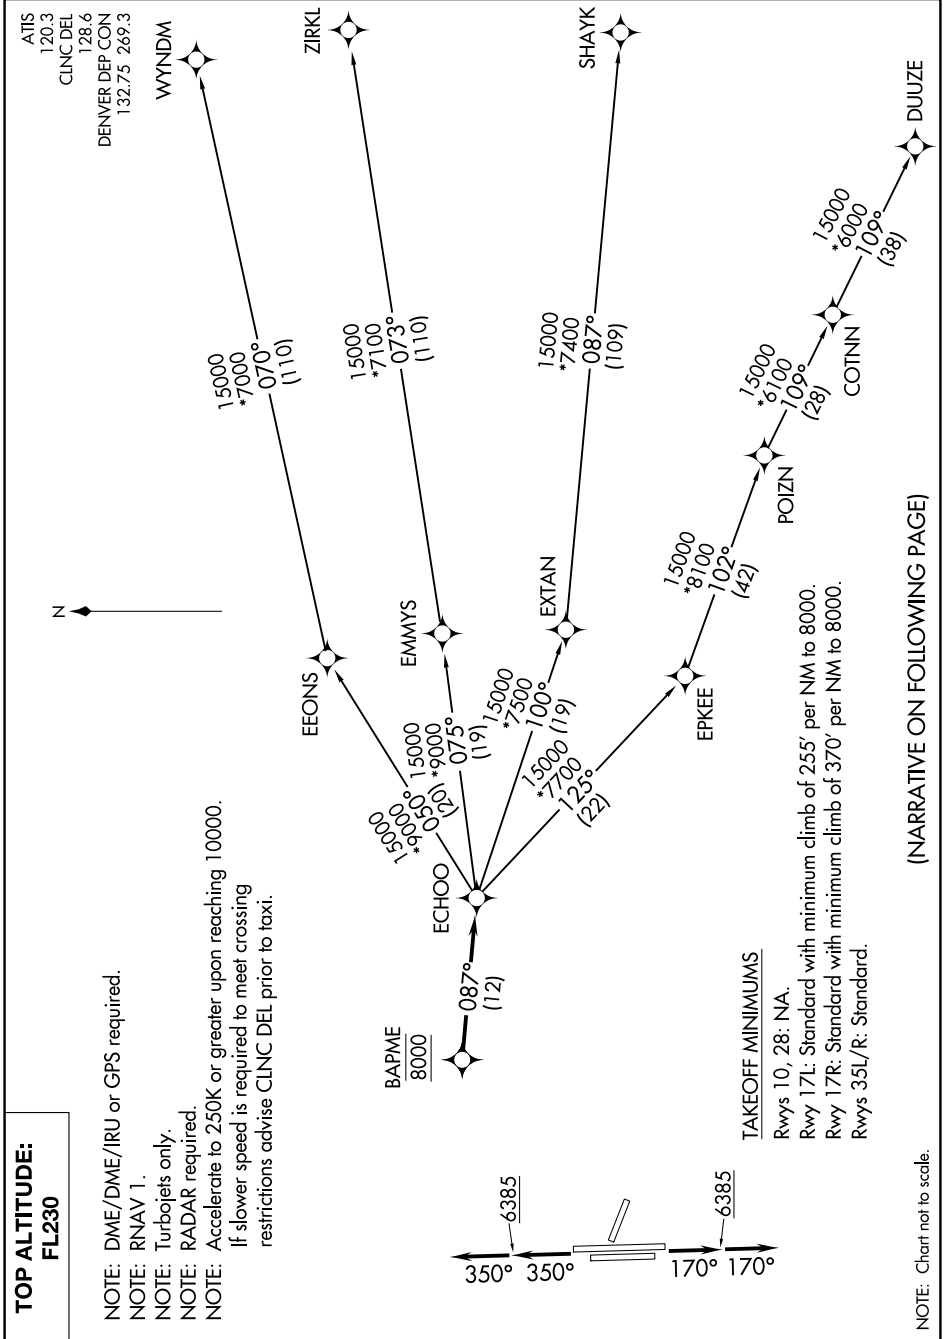 TOP ALTITUDE:
FL230
ATIS
120.3
CLNC DEL
128.6
DENVER DEP CON
132.75 269.3
NOTE: DME/DME/IRU or GPS required.
NOTE: RNAV 1.
NOTE: Turbojets only.
NOTE: RADAR required.
NOTE: Accelerate to 250K or greater upon reaching 10000.
If slower speed is required to meet crossing
restrictions advise CLNC DEL prior to taxi.
N
WYNDM
15000
*7000
070°
(110)
EEONS
15000
*9000
050°
(20)
ZIRKL
15000
*7100
073°
(110)
EMMYS
15000
*9000
075°
(19)
SHAYK
15000
*7400
087°
(109)
EXTAN
15000
*7500
100°
(19)
15000
*7700
125°
(22)
EPKEE
15000
*8100
102°
(42)
POIZN
15000
*6100
109°
(28)
COTNN
15000
*6000
109°
(38)
DUUZE
BAPME
8000
087°
(12)
ECHOO
6385
350° 350°
170° 170°
6385
TAKEOFF MINIMUMS
Rwys 10, 28: NA.
Rwy 17L: Standard with minimum climb of 255' per NM to 8000.
Rwy 17R: Standard with minimum climb of 370' per NM to 8000.
Rwys 35L/R: Standard.
(NARRATIVE ON FOLLOWING PAGE)
NOTE: Chart not to scale.